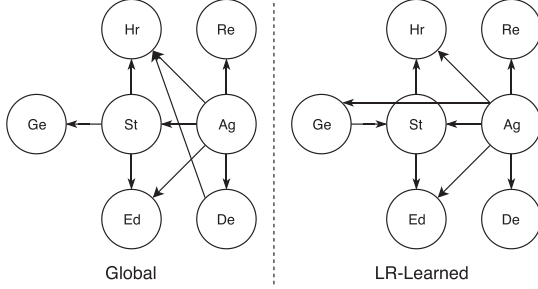 Hr Re Hr Re
Ge St Ag Ge St Ag
Ed De Ed De
Global LR-Learned